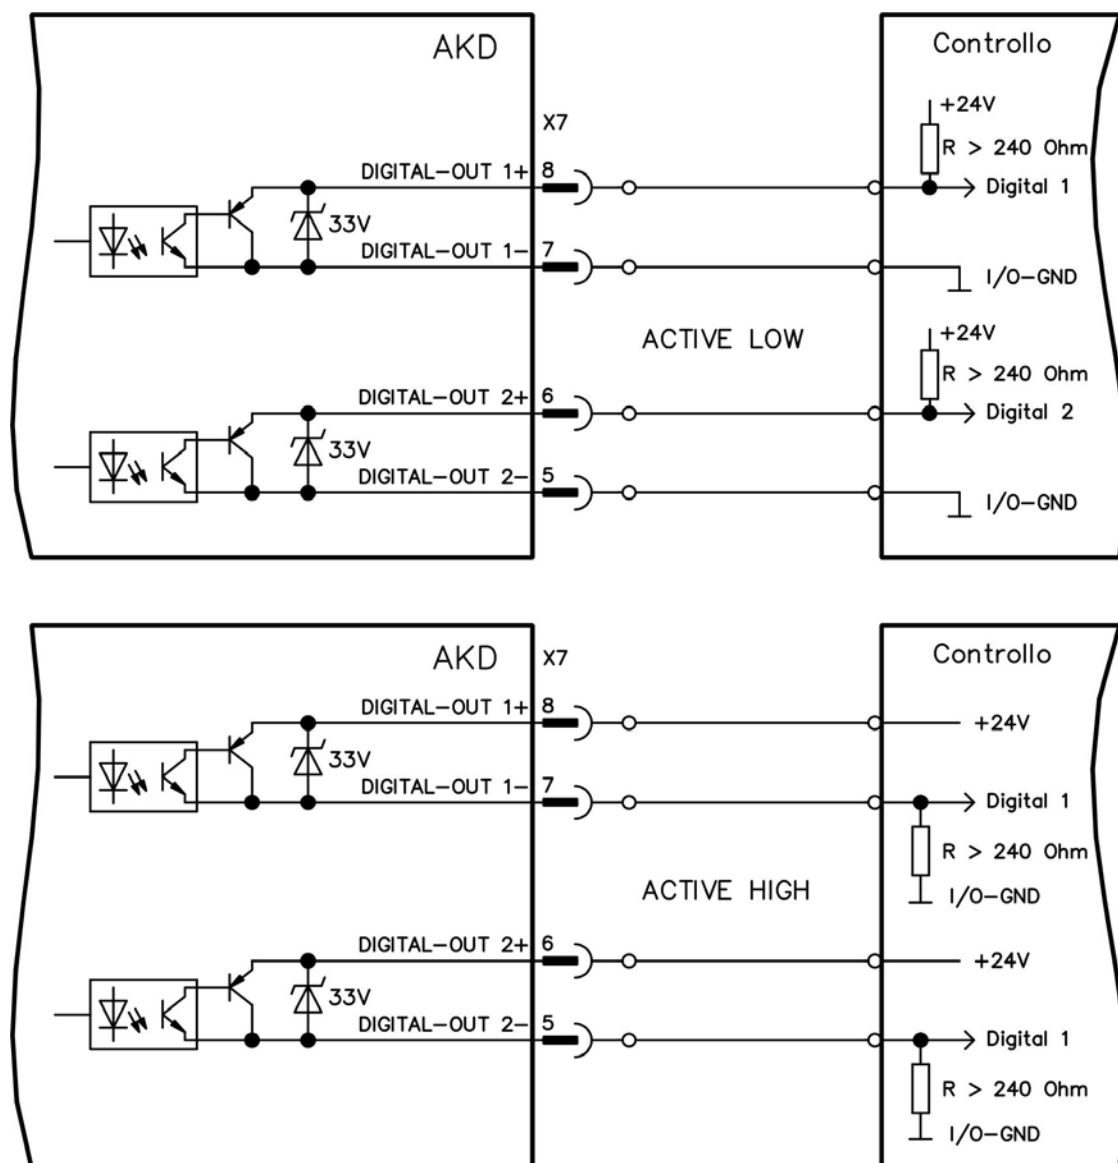 AKD
Controllo
X7
+24V
R > 240 Ohm
DIGITAL-OUT 1+ 8
Digital 1
33V
DIGITAL-OUT 1- 7
I/O-GND
ACTIVE LOW
+24V
R > 240 Ohm
DIGITAL-OUT 2+ 6
Digital 2
33V
DIGITAL-OUT 2- 5
I/O-GND
AKD
X7
Controllo
DIGITAL-OUT 1+ 8
+24V
33V
DIGITAL-OUT 1- 7
Digital 1
R > 240 Ohm
ACTIVE HIGH
I/O-GND
DIGITAL-OUT 2+ 6
+24V
33V
DIGITAL-OUT 2- 5
Digital 1
R > 240 Ohm
I/O-GND